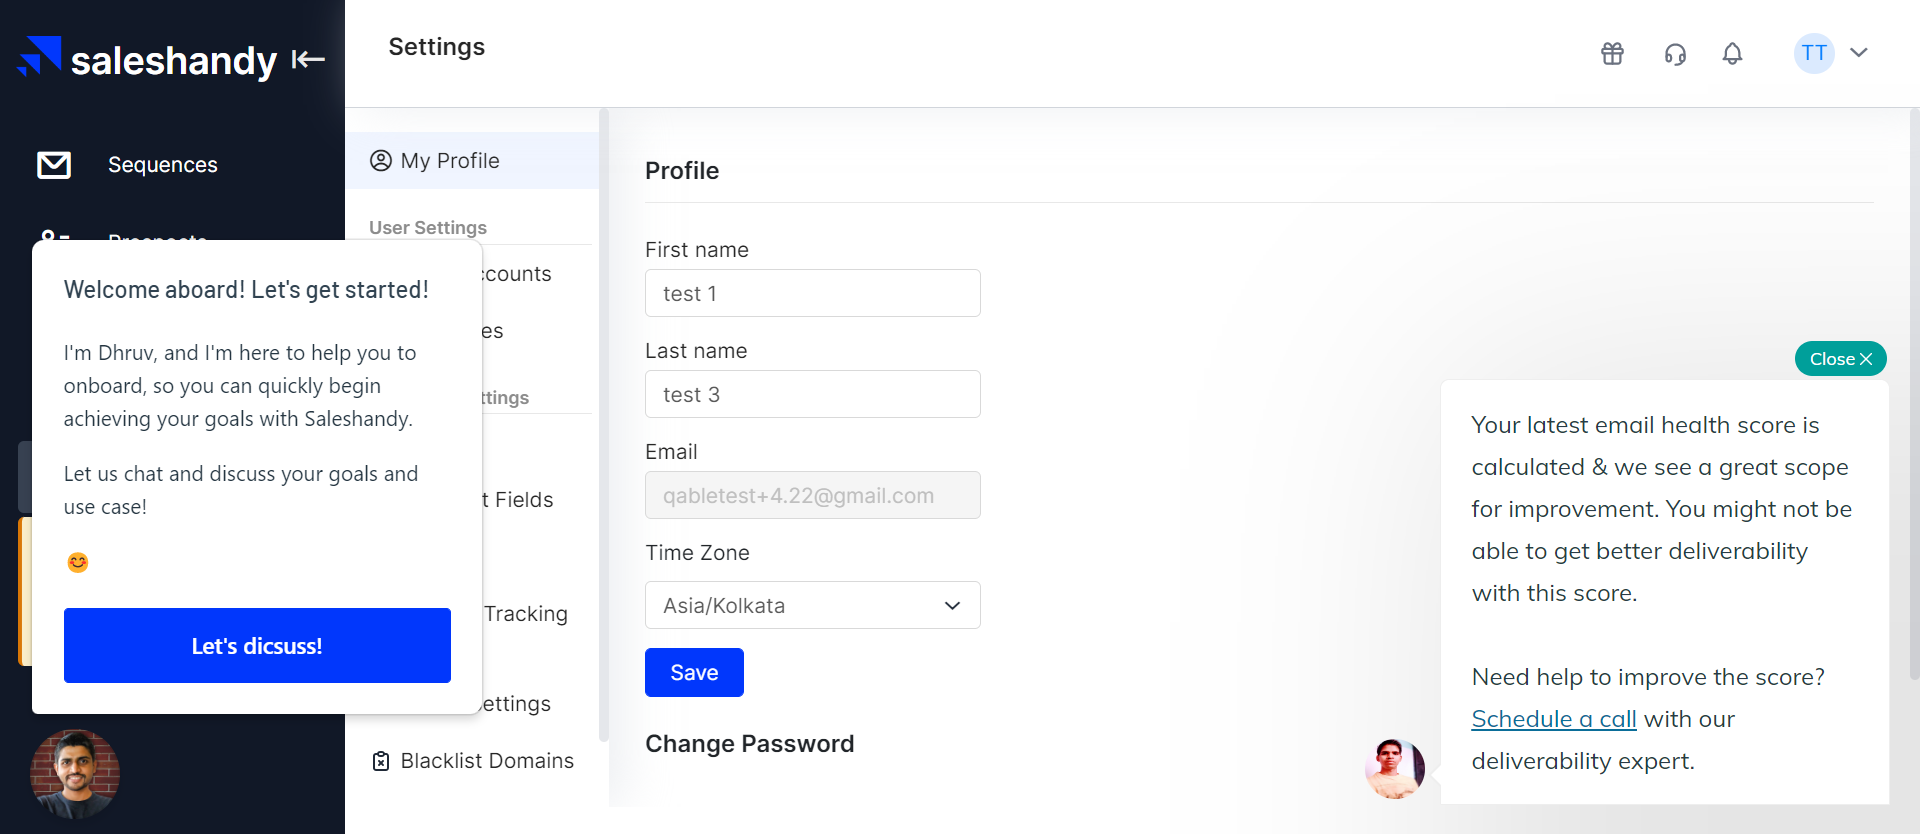 saleshandy
Settings
TT
Sequences
My Profile
User Settings
Profile
First name
test 1
Last name
test 3
Email
qabletest+4.22@gmail.com
Time Zone
Asia/Kolkata
Save
Change Password
Fields
Tracking
Blacklist Domains
Welcome aboard! Let's get started!
I'm Dhruv, and I'm here to help you to
onboard, so you can quickly begin
achieving your goals with Saleshandy.
Let us chat and discuss your goals and
use case!
Let's dicsuss!
Close
Your latest email health score is
calculated & we see a great scope
for improvement. You might not be
able to get better deliverability
with this score.
Need help to improve the score?
Schedule a call with our
deliverability expert.